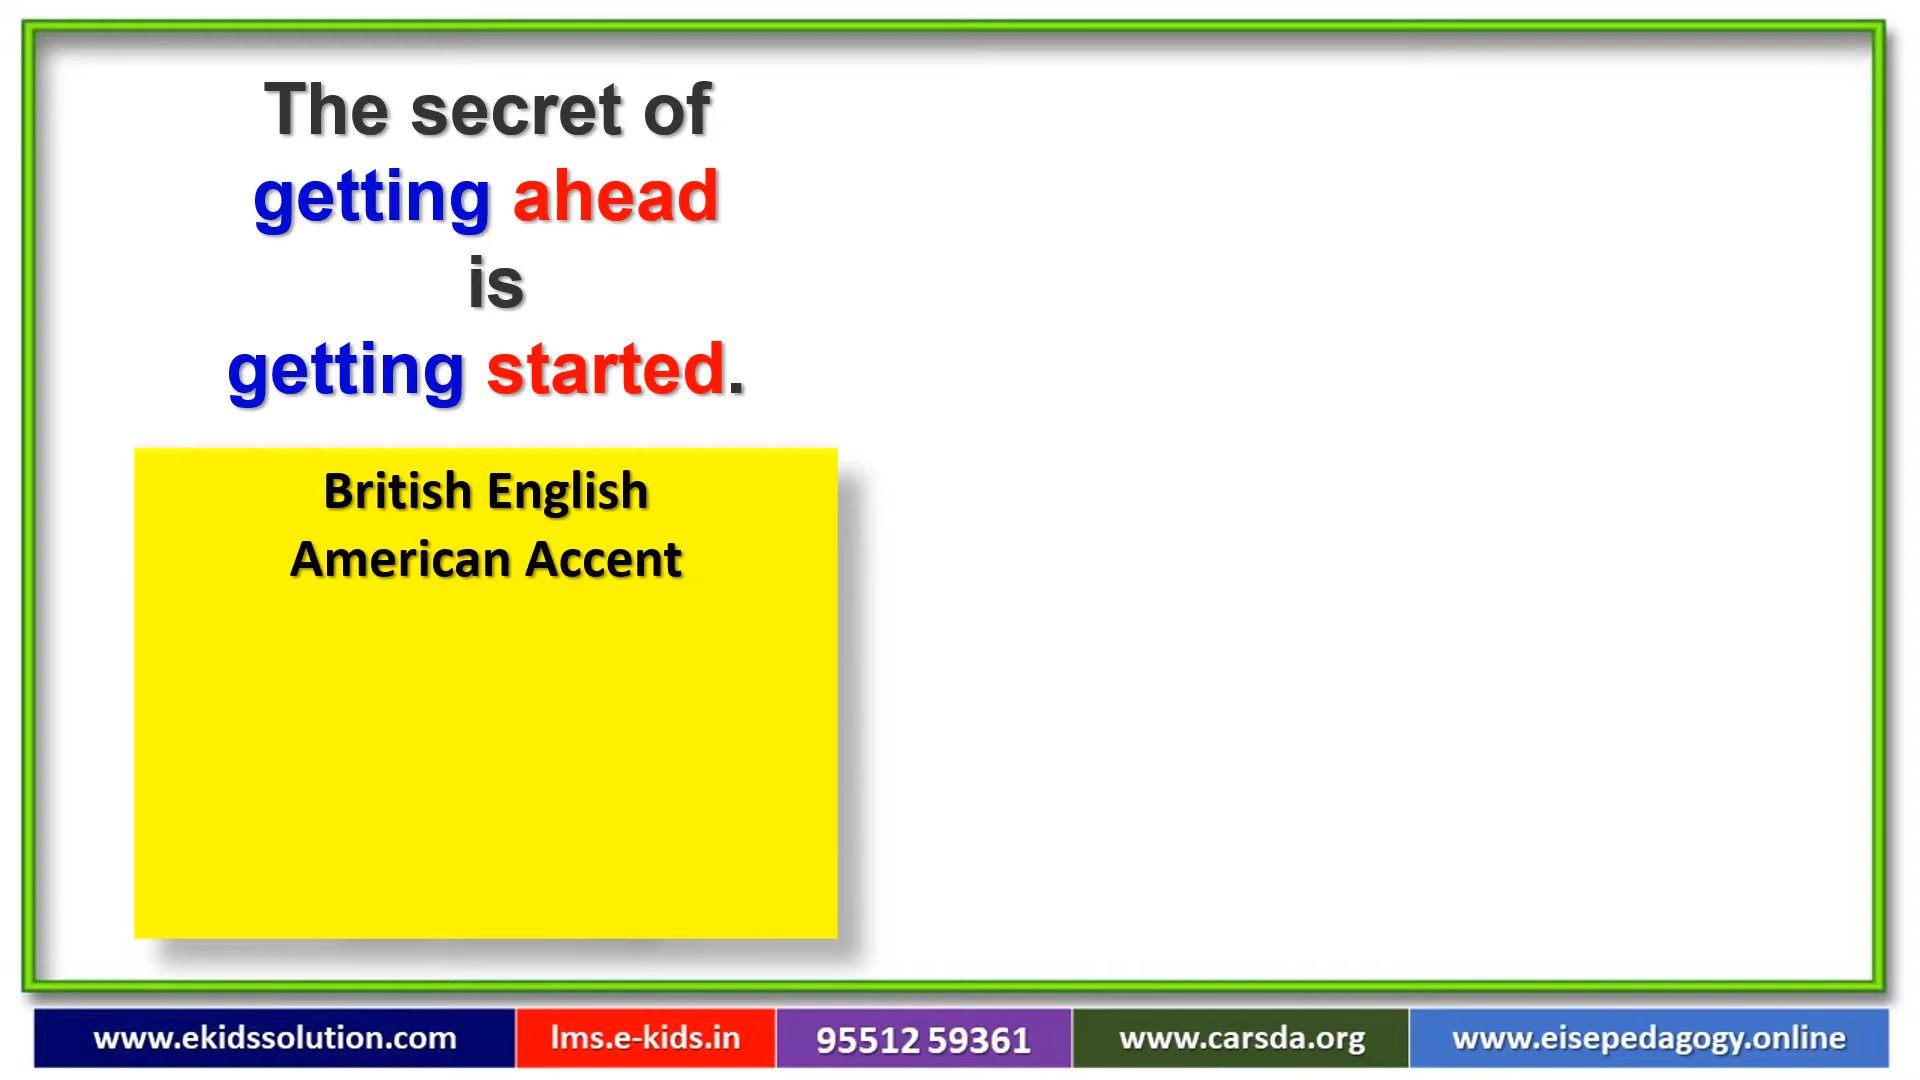 The secret of
getting ahead
is
getting started.
British English
American Accent
www.ekidssolution.com
lms.e-kids.in
95512 59361
www.carsda.org
www.eisepedagogy.online